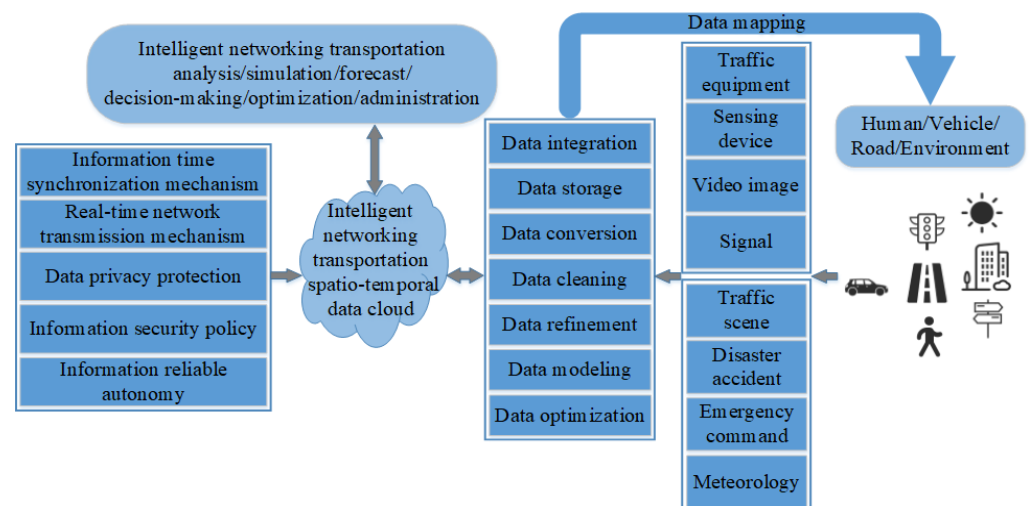 Data mapping
Intelligent networking transportation
analysis/simulation/forecast/
decision-making/optimization/administration
Information time
synchronization mechanism
Real-time network
transmission mechanism
Data privacy protection
Information security policy
Information reliable
autonomy
Intelligent
networking
transportation
spatio-temporal
data cloud
Data integration
Data storage
Data conversion
Data cleaning
Data refinement
Data modeling
Data optimization
Traffic
equipment
Sensing
device
Video image
Signal
Traffic
scene
Disaster
accident
Emergency
command
Meteorology
Human/Vehicle/
Road/Environment